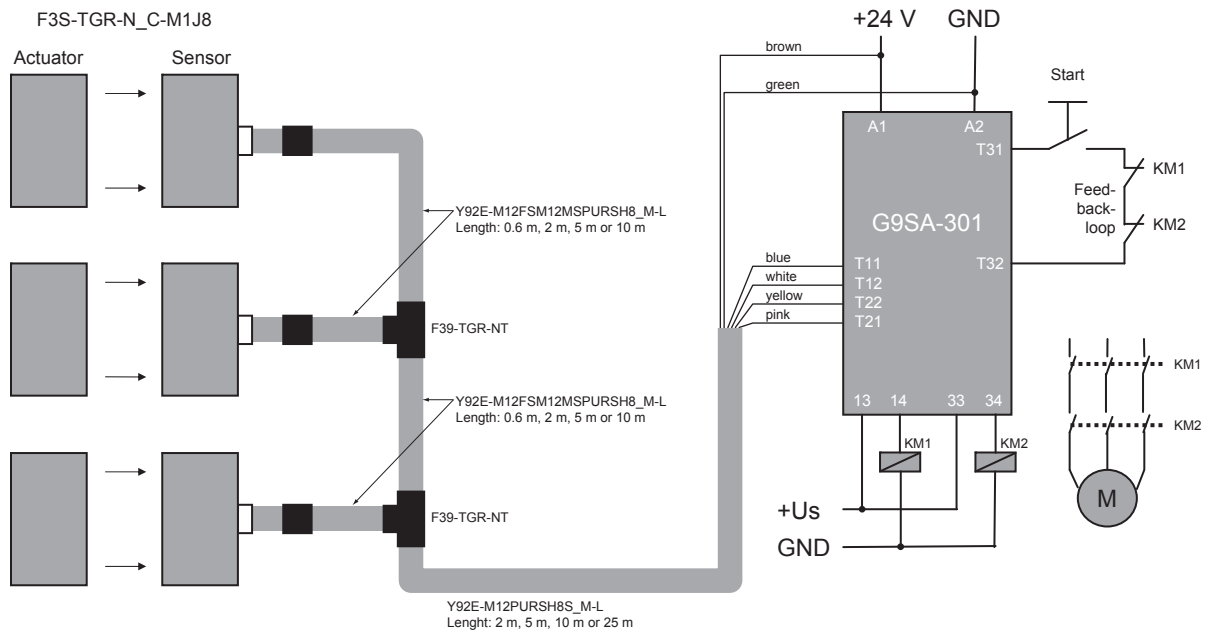 F3S-TGR-N_C-M1J8
Actuator
Sensor
Y92E-M12FSM12MSPURSH8_M-L
Length: 0.6 m, 2 m, 5 m or 10 m
F39-TGR-NT
Y92E-M12FSM12MSPURSH8_M-L
Length: 0.6 m, 2 m, 5 m or 10 m
F39-TGR-NT
Y92E-M12PURSH8S_M-L
Lenght: 2 m, 5 m, 10 m or 25 m
+24 V
GND
brown
green
blue
white
yellow
pink
A1
A2
T31
G9SA-301
T11
T12
T22
T21
T32
13
14
33
34
Start
KM1
Feed-
back-
loop
KM2
KM1
KM2
+Us
GND
KM1
KM2
M